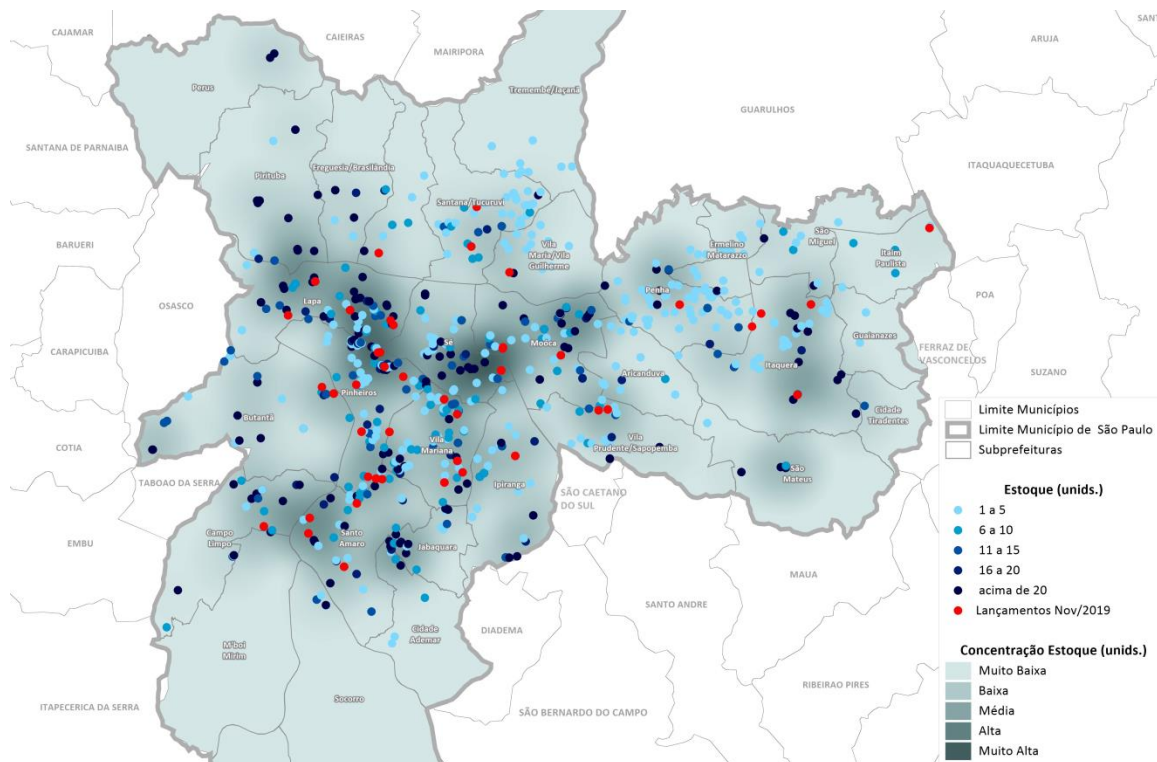 CAJAMAR
CAIEIRAS
MAIRIPORA
ARUJA
SANT
Perus
Tremembé/Jaçanã
GUARULHOS
SANTANA DE PARNAIBA
ITAQUAQUECETUBA
Pirituba
Freguesia/Brasilândia
Santana/Tucuruvi
BARUERI
Vila
Maria/Vila
Guilherme
Ermelino
Matarazzo
São
Miguel
Itaim
Paulista
OSASCO
Lapa
Penha
POA
CARAPICUIBA
Sé
Mooca
Guaianazes
FERRAZ DE
VASCONCELOS
SUZANO
Itaquera
Aricanduva
Pinheiros
Butantã
Cidade
Tiradentes
COTIA
Vila
Mariana
Vila
Prudente/Sapopemba
TABOAO DA SERRA
Ipiranga
São
Mateus
SÃO CAETANO
DO SUL
EMBU
Campo
Limpo
Santo
Amaro
Jabaquara
MAUA
SANTO ANDRE
DIADEMA
Cidade
Ademar
M'boi
Mirim
Socorro
ITAPECERICA DA SERRA
SÃO BERNARDO DO CAMPO
RIBEIRAO PIRES
Limite Municípios
Limite Município de São Paulo
Subprefeituras
Estoque (unids.)
1 a 5
6 a 10
11 a 15
16 a 20
acima de 20
Lançamentos Nov/2019
Concentração Estoque (unids.)
Muito Baixa
Baixa
Média
Alta
Muito Alta